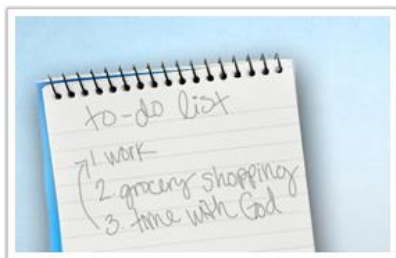 to-do list
1. work
2. grocery shopping
3. time with God